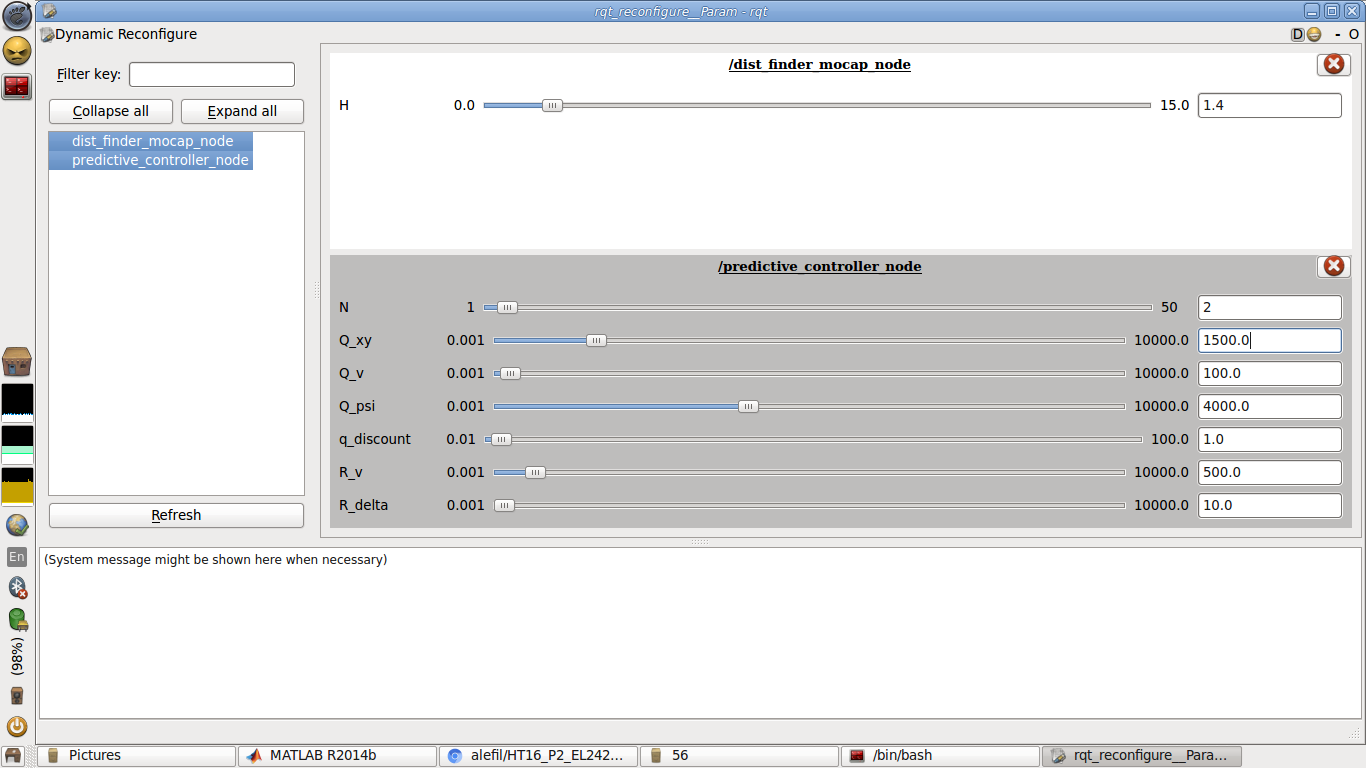 rqt_reconfigure__Param - rqt
Dynamic Reconfigure
D - O
Filter key:
Collapse all Expand all
dist_finder_mocap_node
predictive_controller_node
Refresh
/dist_finder_mocap_node
H 0.0 15.0 1.4
/predictive_controller_node
N 1 50 2
Q_xy 0.001 10000.0 1500.0
Q_v 0.001 10000.0 100.0
Q_psi 0.001 10000.0 4000.0
q_discount 0.01 100.0 1.0
R_v 0.001 10000.0 500.0
R_delta 0.001 10000.0 10.0
(System message might be shown here when necessary)
En
(98%)
Pictures
MATLAB R2014b
alefil/HT16_P2_EL242...
56
/bin/bash
rqt_reconfigure__Para...